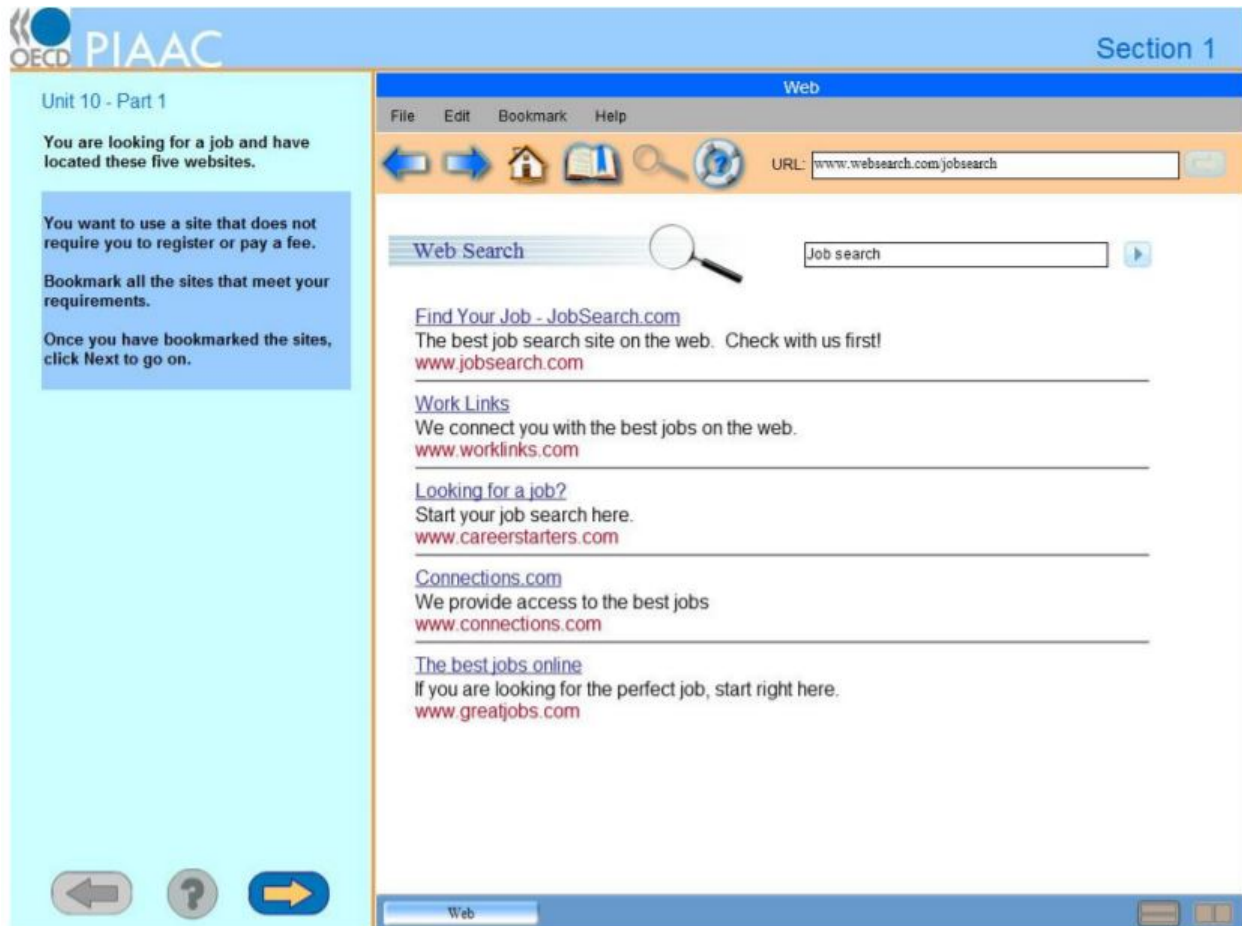 OECD PIAAC
Section 1
Unit 10 - Part 1
You are looking for a job and have
located these five websites.
You want to use a site that does not
require you to register or pay a fee.
Bookmark all the sites that meet your
requirements.
Once you have bookmarked the sites,
click Next to go on.
?
Web
File Edit Bookmark Help
? URL: www.websearch.com/jobsearch
Web Search
Job search
Find Your Job - JobSearch.com
The best job search site on the web. Check with us first!
www.jobsearch.com
Work Links
We connect you with the best jobs on the web.
www.worklinks.com
Looking for a job?
Start your job search here.
www.careerstarters.com
Connections.com
We provide access to the best jobs
www.connections.com
The best jobs online
If you are looking for the perfect job, start right here.
www.greatjobs.com
Web